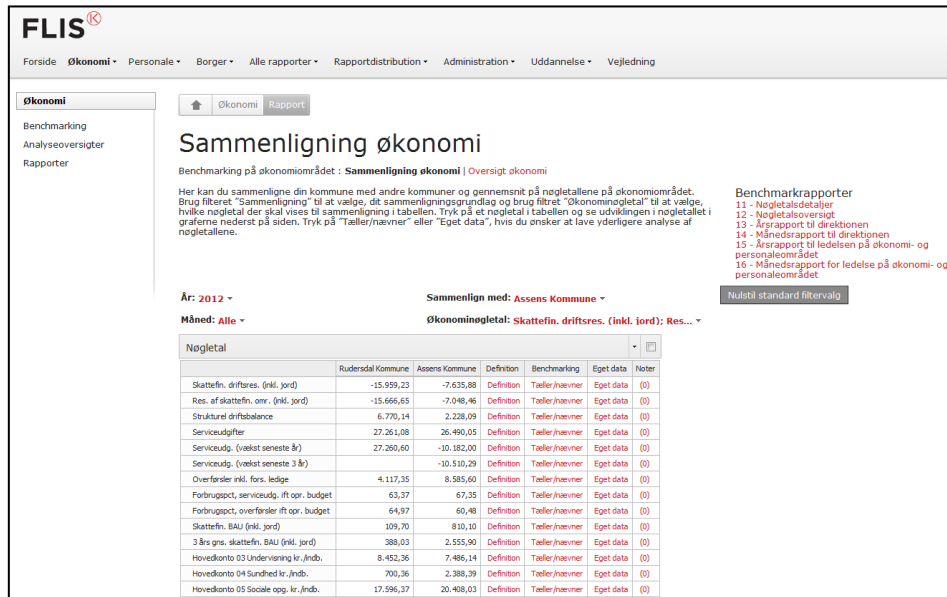 FLIS K
Forside Økonomi Personale Borger Alle rapporter Rapportdistribution Administration Uddannelse Vejledning
Økonomi
Benchmarking
Analyseoversigter
Rapporter
Økonomi Rapport
Sammenligning økonomi
Benchmarking på økonomiområdet : Sammenligning økonomi | Oversigt økonomi
Her kan du sammenligne din kommune med andre kommuner og gennemsnit på nøgletallene på økonomiområdet.
Brug filteret "Sammenligning" til at vælge, dit sammenligningsgrundlag og brug filtret "Økonominøgletal" til at vælge,
hvilke nøgletal der skal vises til sammenligning i tabellen. Tryk på et nøgletal i tabellen og se udviklingen i nøgletallet i
graferne nederst på siden. Tryk på "Tæller/nævner" eller "Eget data", hvis du ønsker at lave yderligere analyse af
nøgletallene.
Benchmarkrapporter
11 - Nøgletalsdetaljer
12 - Nøgletalsoversigt
13 - Årsrapport til direktionen
14 - Månedsrapport til direktionen
15 - Årsrapport til ledelsen på økonomi- og
personaleområdet
16 - Månedsrapport for ledelse på økonomi- og
personaleområdet
Nulstil standard filtervalg
År: 2012 Sammenlign med: Assens Kommune
Måned: Alle Økonominøgletal: Skattefin. driftsres. (inkl. jord); Res...
Nøgletal
Rudersdal Kommune Assens Kommune Definition Benchmarking Eget data Noter
Skattefin. driftsres. (inkl. jord) -15.959,23 -7.635,88 Definition Tæller/nævner Eget data (0)
Res. af skattefin. omr. (inkl. jord) -15.666,65 -7.048,46 Definition Tæller/nævner Eget data (0)
Strukturel driftsbalance 6.770,14 2.228,09 Definition Tæller/nævner Eget data (0)
Serviceudgifter 27.261,08 26.490,05 Definition Tæller/nævner Eget data (0)
Serviceudg. (vækst seneste år) 27.260,60 -10.182,00 Definition Tæller/nævner Eget data (0)
Serviceudg. (vækst seneste 3 år) -10.510,29 Definition Tæller/nævner Eget data (0)
Overførsler inkl. fors. ledige 4.117,35 8.585,60 Definition Tæller/nævner Eget data (0)
Forbrugspct, serviceudg. ift opr. budget 63,37 67,35 Definition Tæller/nævner Eget data (0)
Forbrugspct, overførsler ift opr. budget 64,97 60,48 Definition Tæller/nævner Eget data (0)
Skattefin. BAU (inkl. jord) 109,70 810,10 Definition Tæller/nævner Eget data (0)
3 års gns. skattefin. BAU (inkl. jord) 388,03 2.555,90 Definition Tæller/nævner Eget data (0)
Hovedkonto 03 Undervisning kr./indb. 8.452,36 7.486,14 Definition Tæller/nævner Eget data (0)
Hovedkonto 04 Sundhed kr./indb. 700,36 2.388,39 Definition Tæller/nævner Eget data (0)
Hovedkonto 05 Sociale opg. kr./indb. 17.596,37 20.408,03 Definition Tæller/nævner Eget data (0)